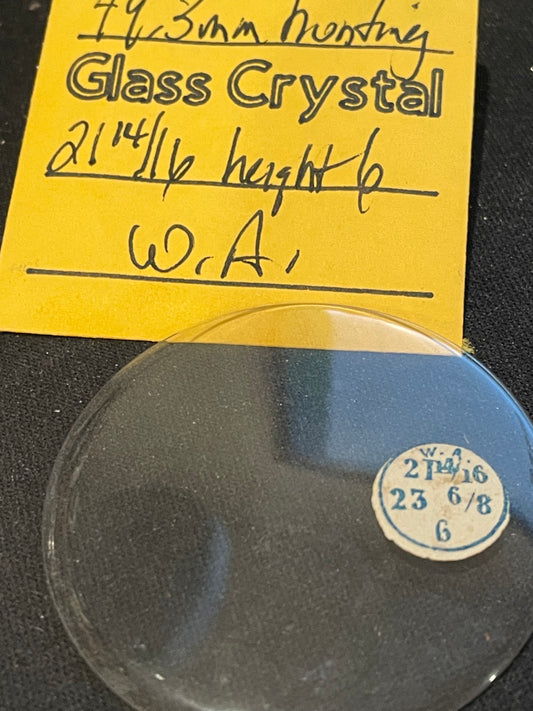 49.3mm hunting
Glass Crystal
21 14/16 height 6
W.A.
W.A
21 14/16
23 6/8
6